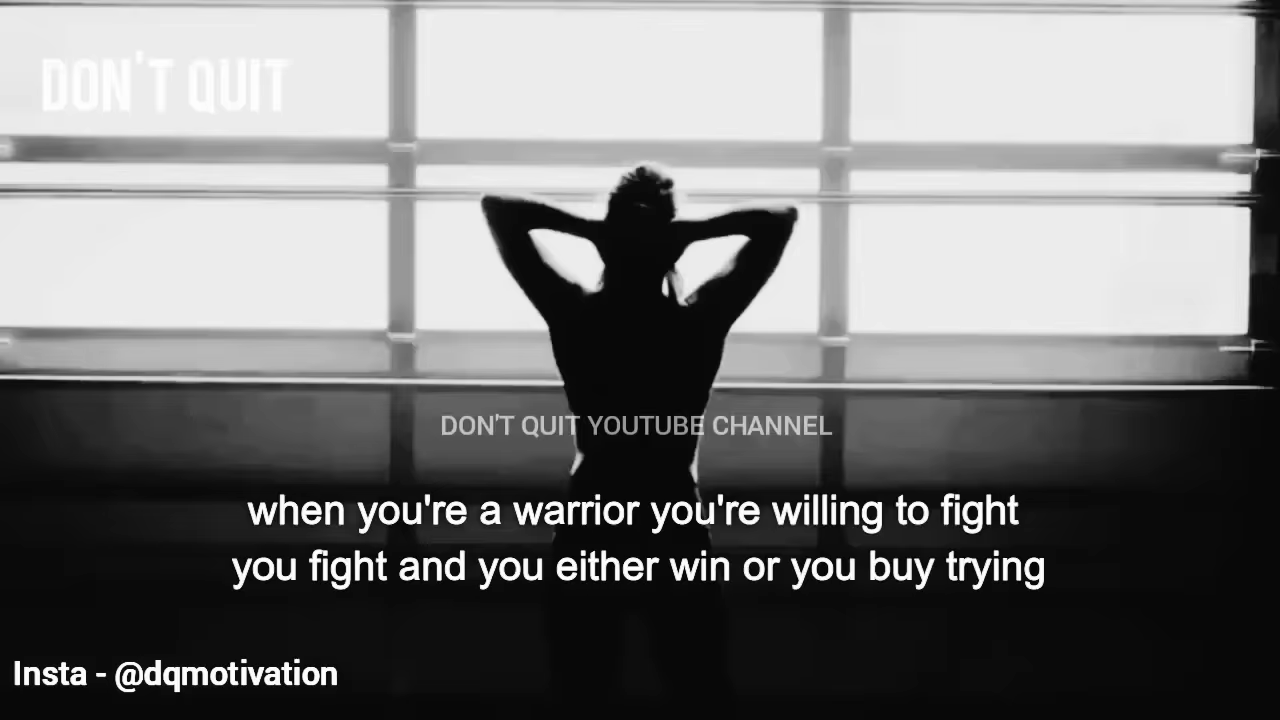 DON'T QUIT
DON'T QUIT YOUTUBE CHANNEL
when you're a warrior you're willing to fight
you fight and you either win or you buy trying
Insta - @dqmotivation